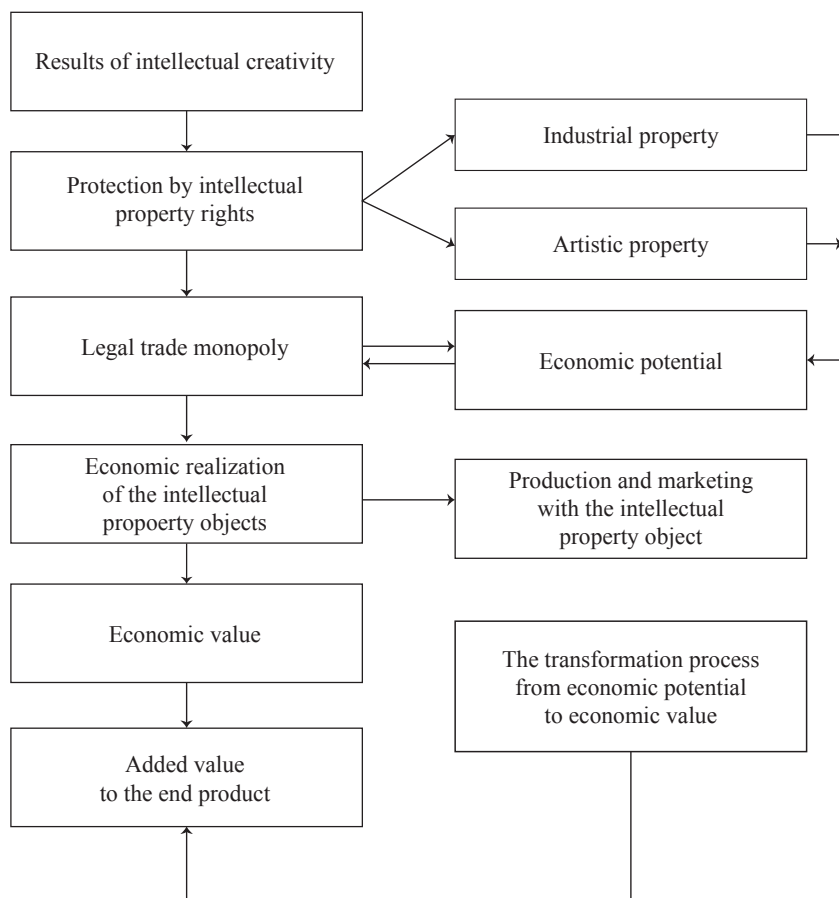 Results of intellectual creativity
Industrial property
Protection by intellectual
property rights
Artistic property
Legal trade monopoly
Economic potential
Economic realization
of the intellectual
propoerty objects
Production and marketing
with the intellectual
property object
Economic value
The transformation process
from economic potential
to economic value
Added value
to the end product